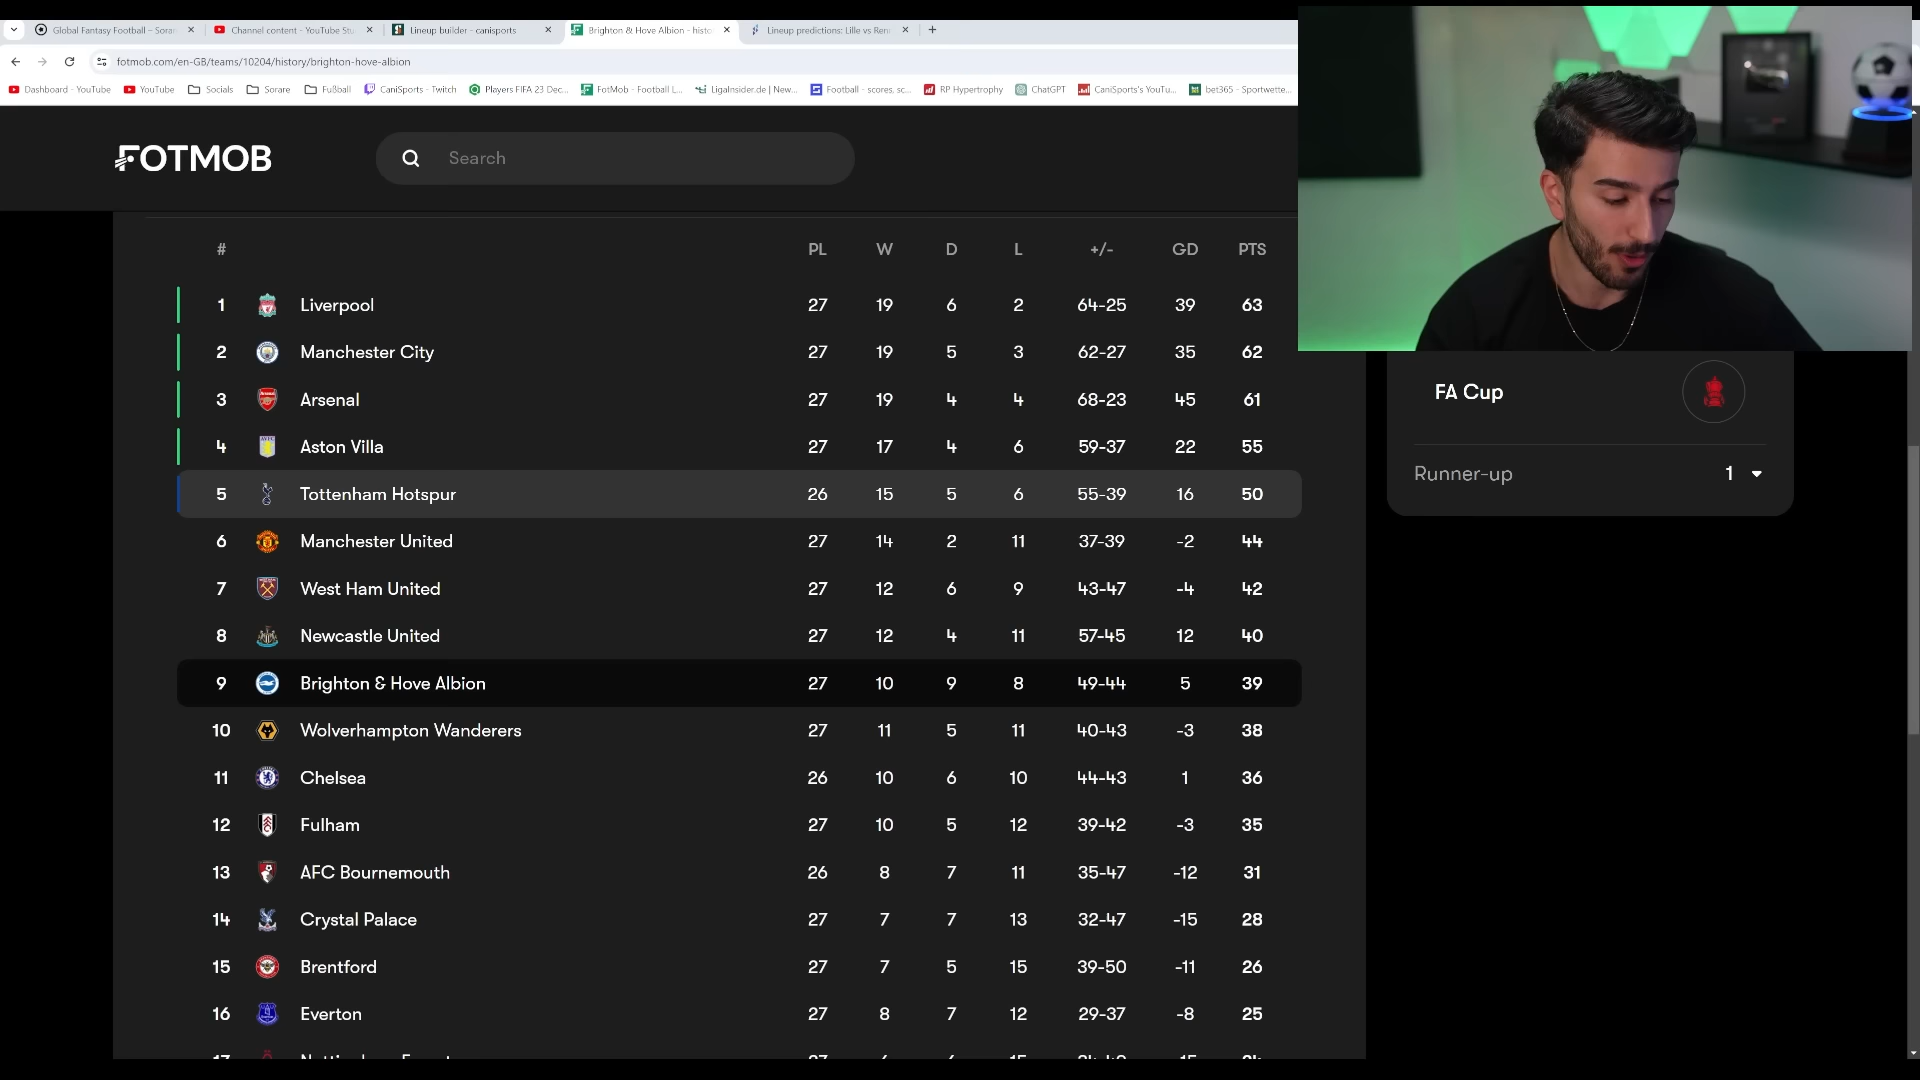 Global Fantasy Football – Sorar
Channel content - YouTube Stu
Lineup builder - canisports
Brighton & Hove Albion - histo
Lineup predictions: Lille vs Renn
fotmob.com/en-GB/teams/10204/history/brighton-hove-albion
Dashboard - YouTube
YouTube
Socials
Sorare
Fußball
CaniSports - Twitch
Players FIFA 23 Dec...
FotMob - Football L...
LigaInsider.de | New...
Football - scores, sc...
RP Hypertrophy
ChatGPT
CaniSports's YouTu...
bet365 - Sportwette...
FOTMOB
Search
# PL W D L +/- GD PTS
1 Liverpool 27 19 6 2 64-25 39 63
2 Manchester City 27 19 5 3 62-27 35 62
3 Arsenal 27 19 4 4 68-23 45 61
4 Aston Villa 27 17 4 6 59-37 22 55
5 Tottenham Hotspur 26 15 5 6 55-39 16 50
6 Manchester United 27 14 2 11 37-39 -2 44
7 West Ham United 27 12 6 9 43-47 -4 42
8 Newcastle United 27 12 4 11 57-45 12 40
9 Brighton & Hove Albion 27 10 9 8 49-44 5 39
10 Wolverhampton Wanderers 27 11 5 11 40-43 -3 38
11 Chelsea 26 10 6 10 44-43 1 36
12 Fulham 27 10 5 12 39-42 -3 35
13 AFC Bournemouth 26 8 7 11 35-47 -12 31
14 Crystal Palace 27 7 7 13 32-47 -15 28
15 Brentford 27 7 5 15 39-50 -11 26
16 Everton 27 8 7 12 29-37 -8 25
FA Cup
Runner-up 1